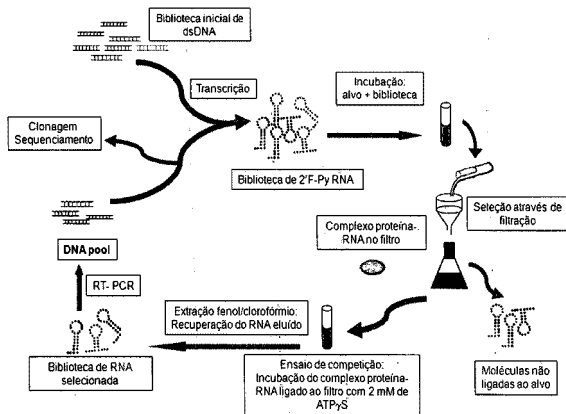 Biblioteca inicial de
dsDNA
Transcrição
Incubação:
alvo + biblioteca
Clonagem
Sequenciamento
Biblioteca de 2'F-Py RNA
Seleção através de
filtração
Complexo proteína-
RNA no filtro
DNA pool
RT- PCR
Extração fenol/clorofórmio:
Recuperação do RNA eluído
Biblioteca de RNA
selecionada
Ensaio de competição:
Incubação do complexo proteína-
RNA ligado ao filtro com 2 mM de
ATPγS
Moléculas não
ligadas ao alvo